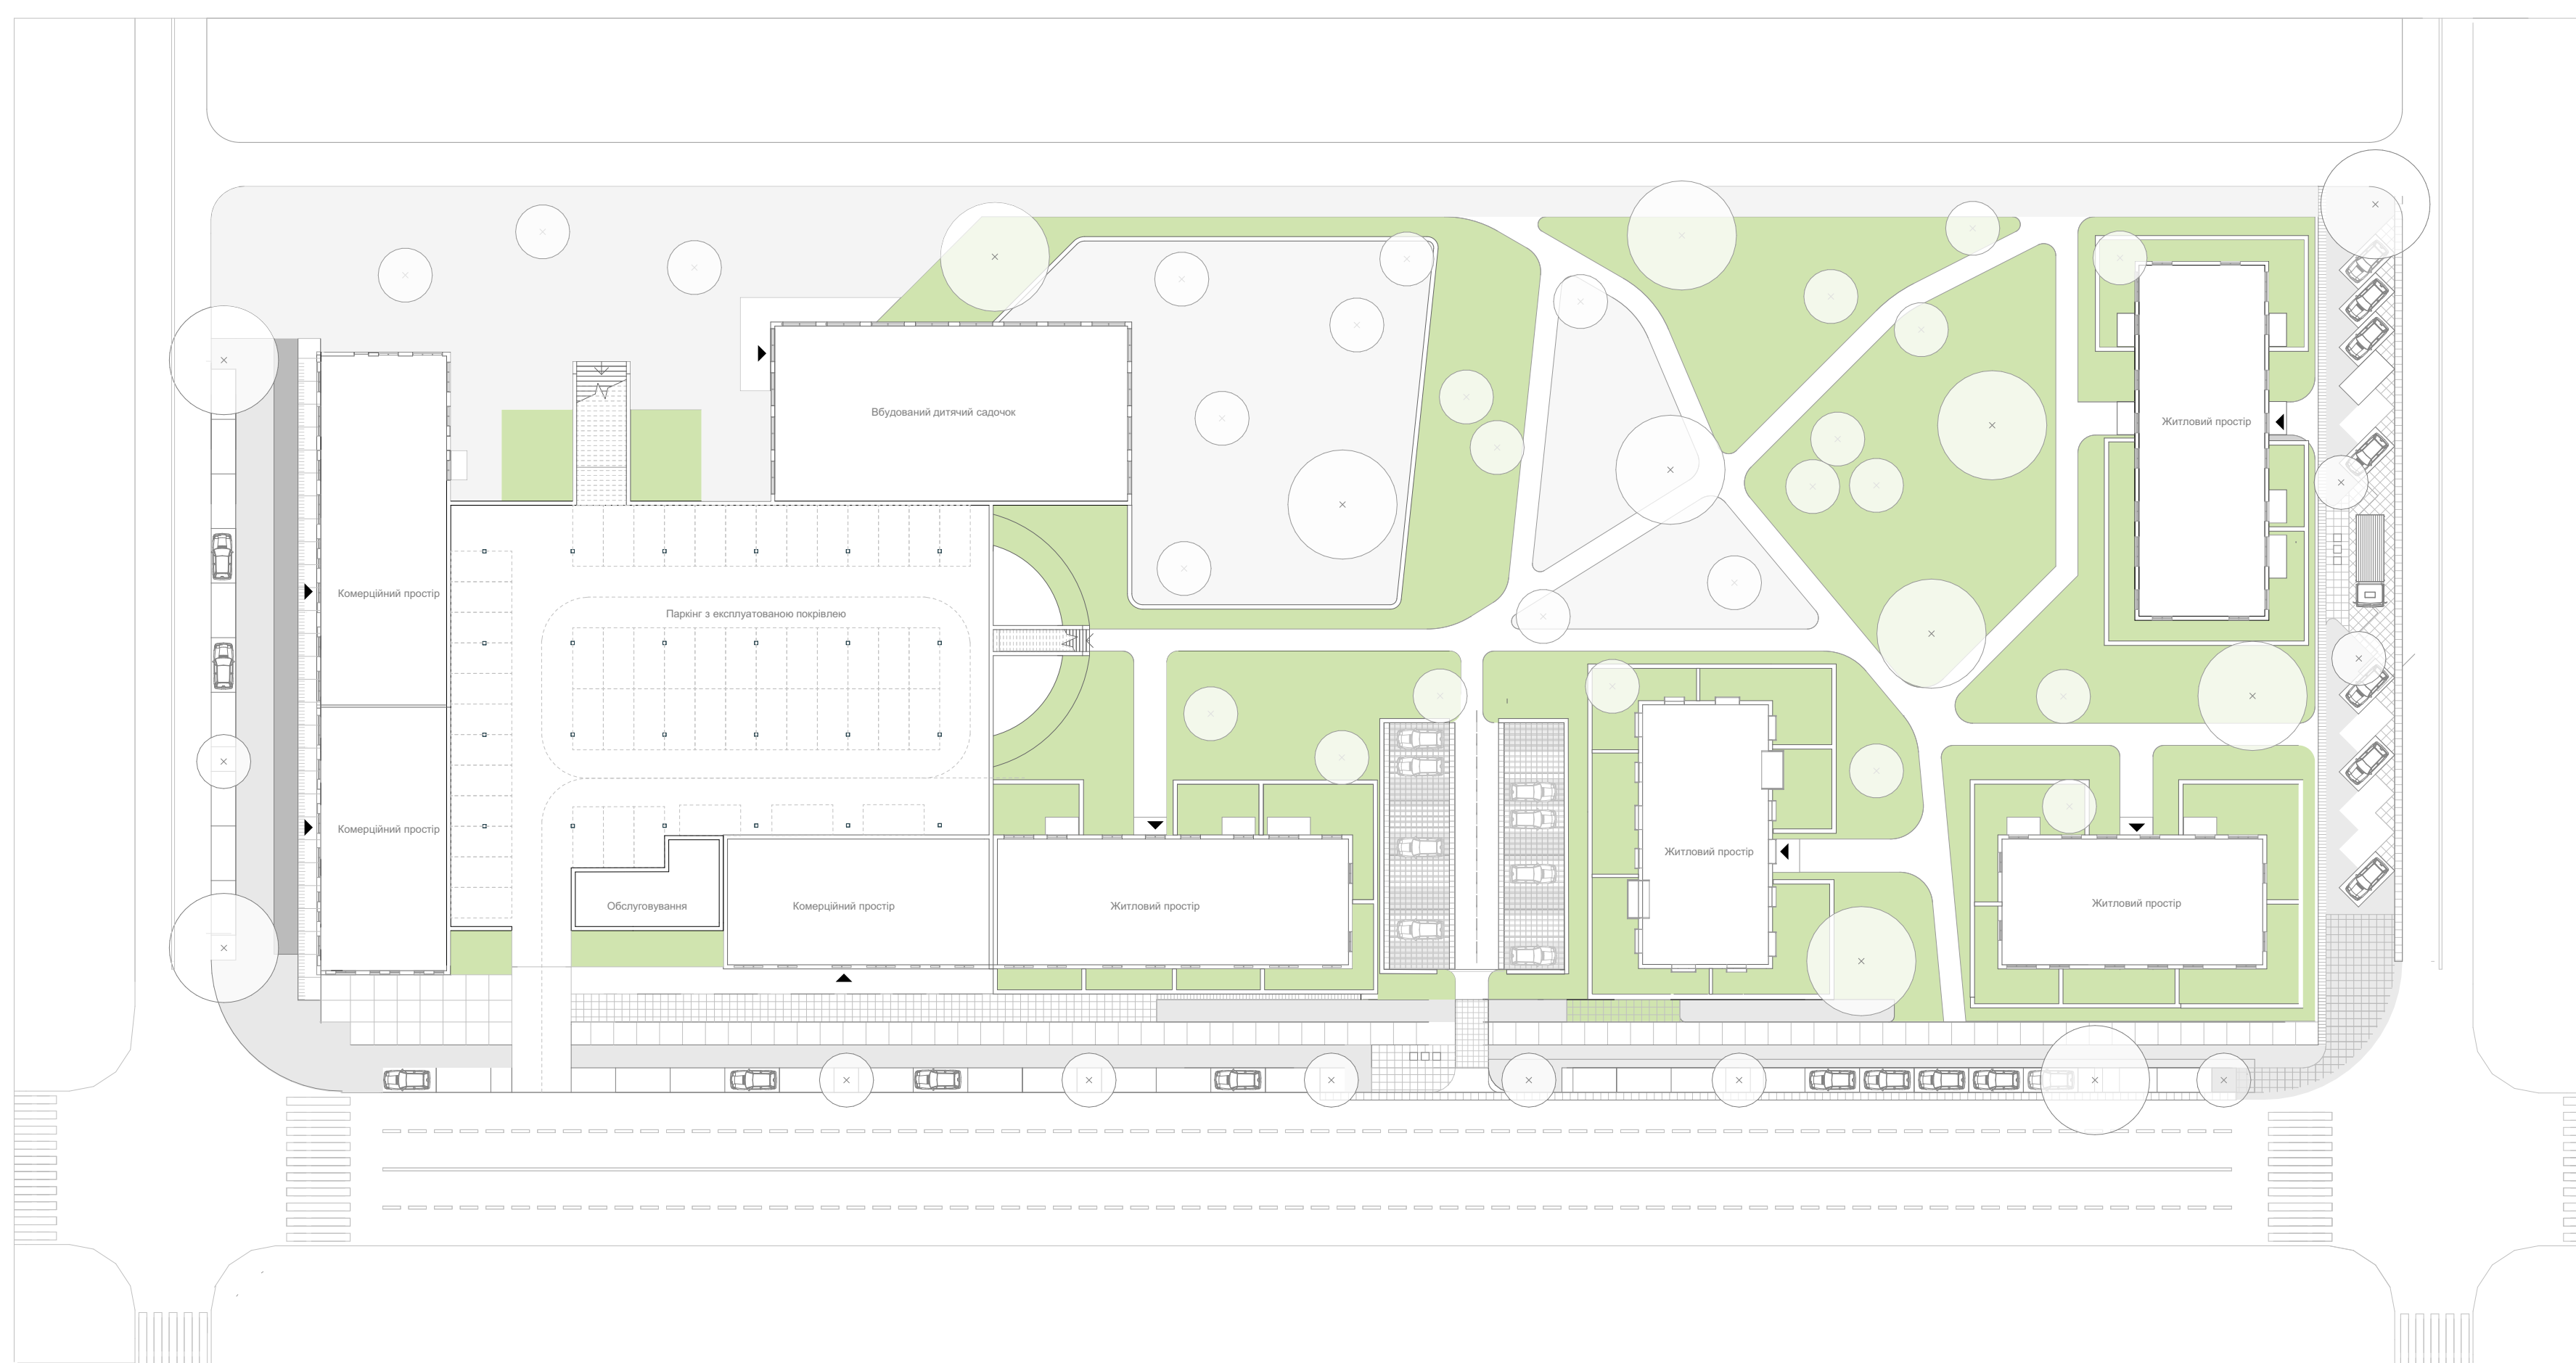 Вбудований дитячий садочок
Житловий простір
Комерційний простір
Паркінг з експлуатованою покрівлею
Комерційний простір
Житловий простір
Обслуговування
Комерційний простір
Житловий простір
Житловий простір